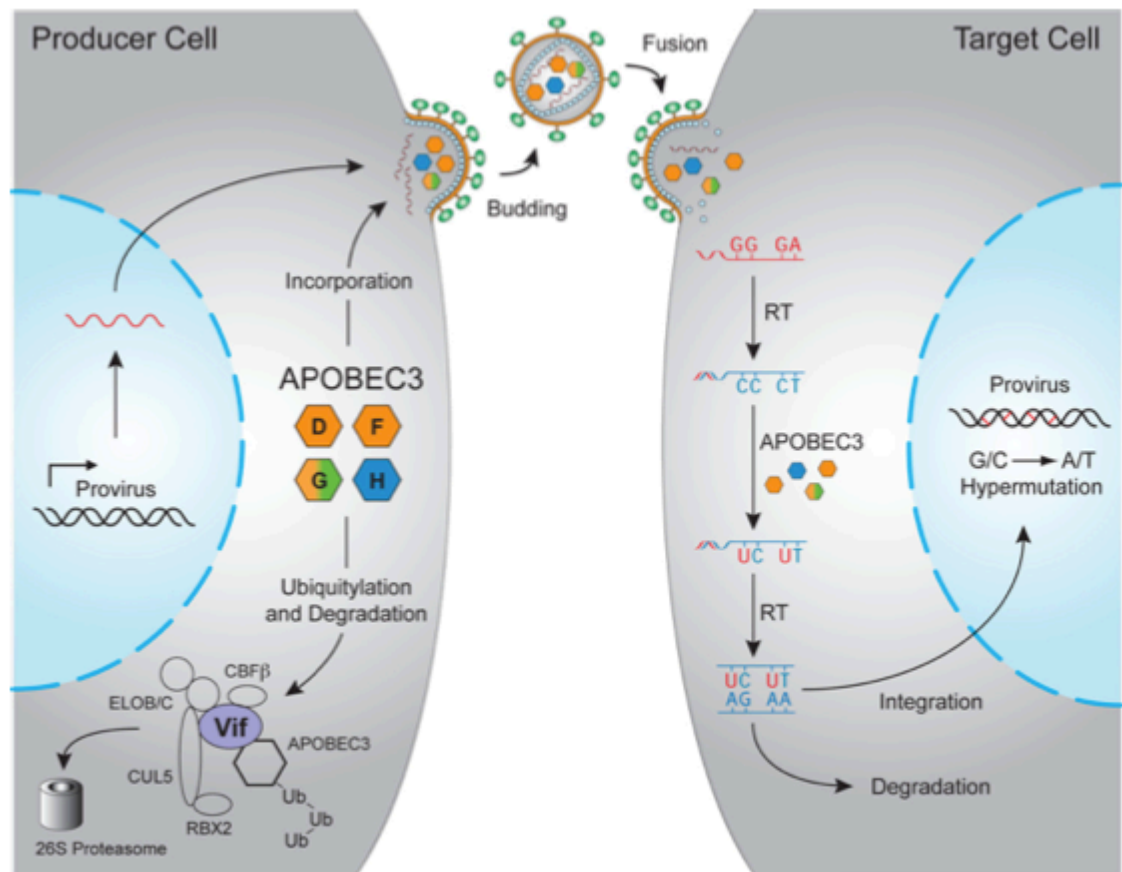 Producer Cell
Fusion
Target Cell
Budding
Incorporation
APOBEC3
D
F
G
H
Provirus
Ubiquitylation
and Degradation
CBFβ
ELOB/C
Vif
APOBEC3
CUL5
Ub
Ub
Ub
RBX2
26S Proteasome
GG GA
RT
CC CT
APOBEC3
UC UT
RT
UC UT
AG AA
Integration
Degradation
Provirus
G/C → A/T
Hypermutation